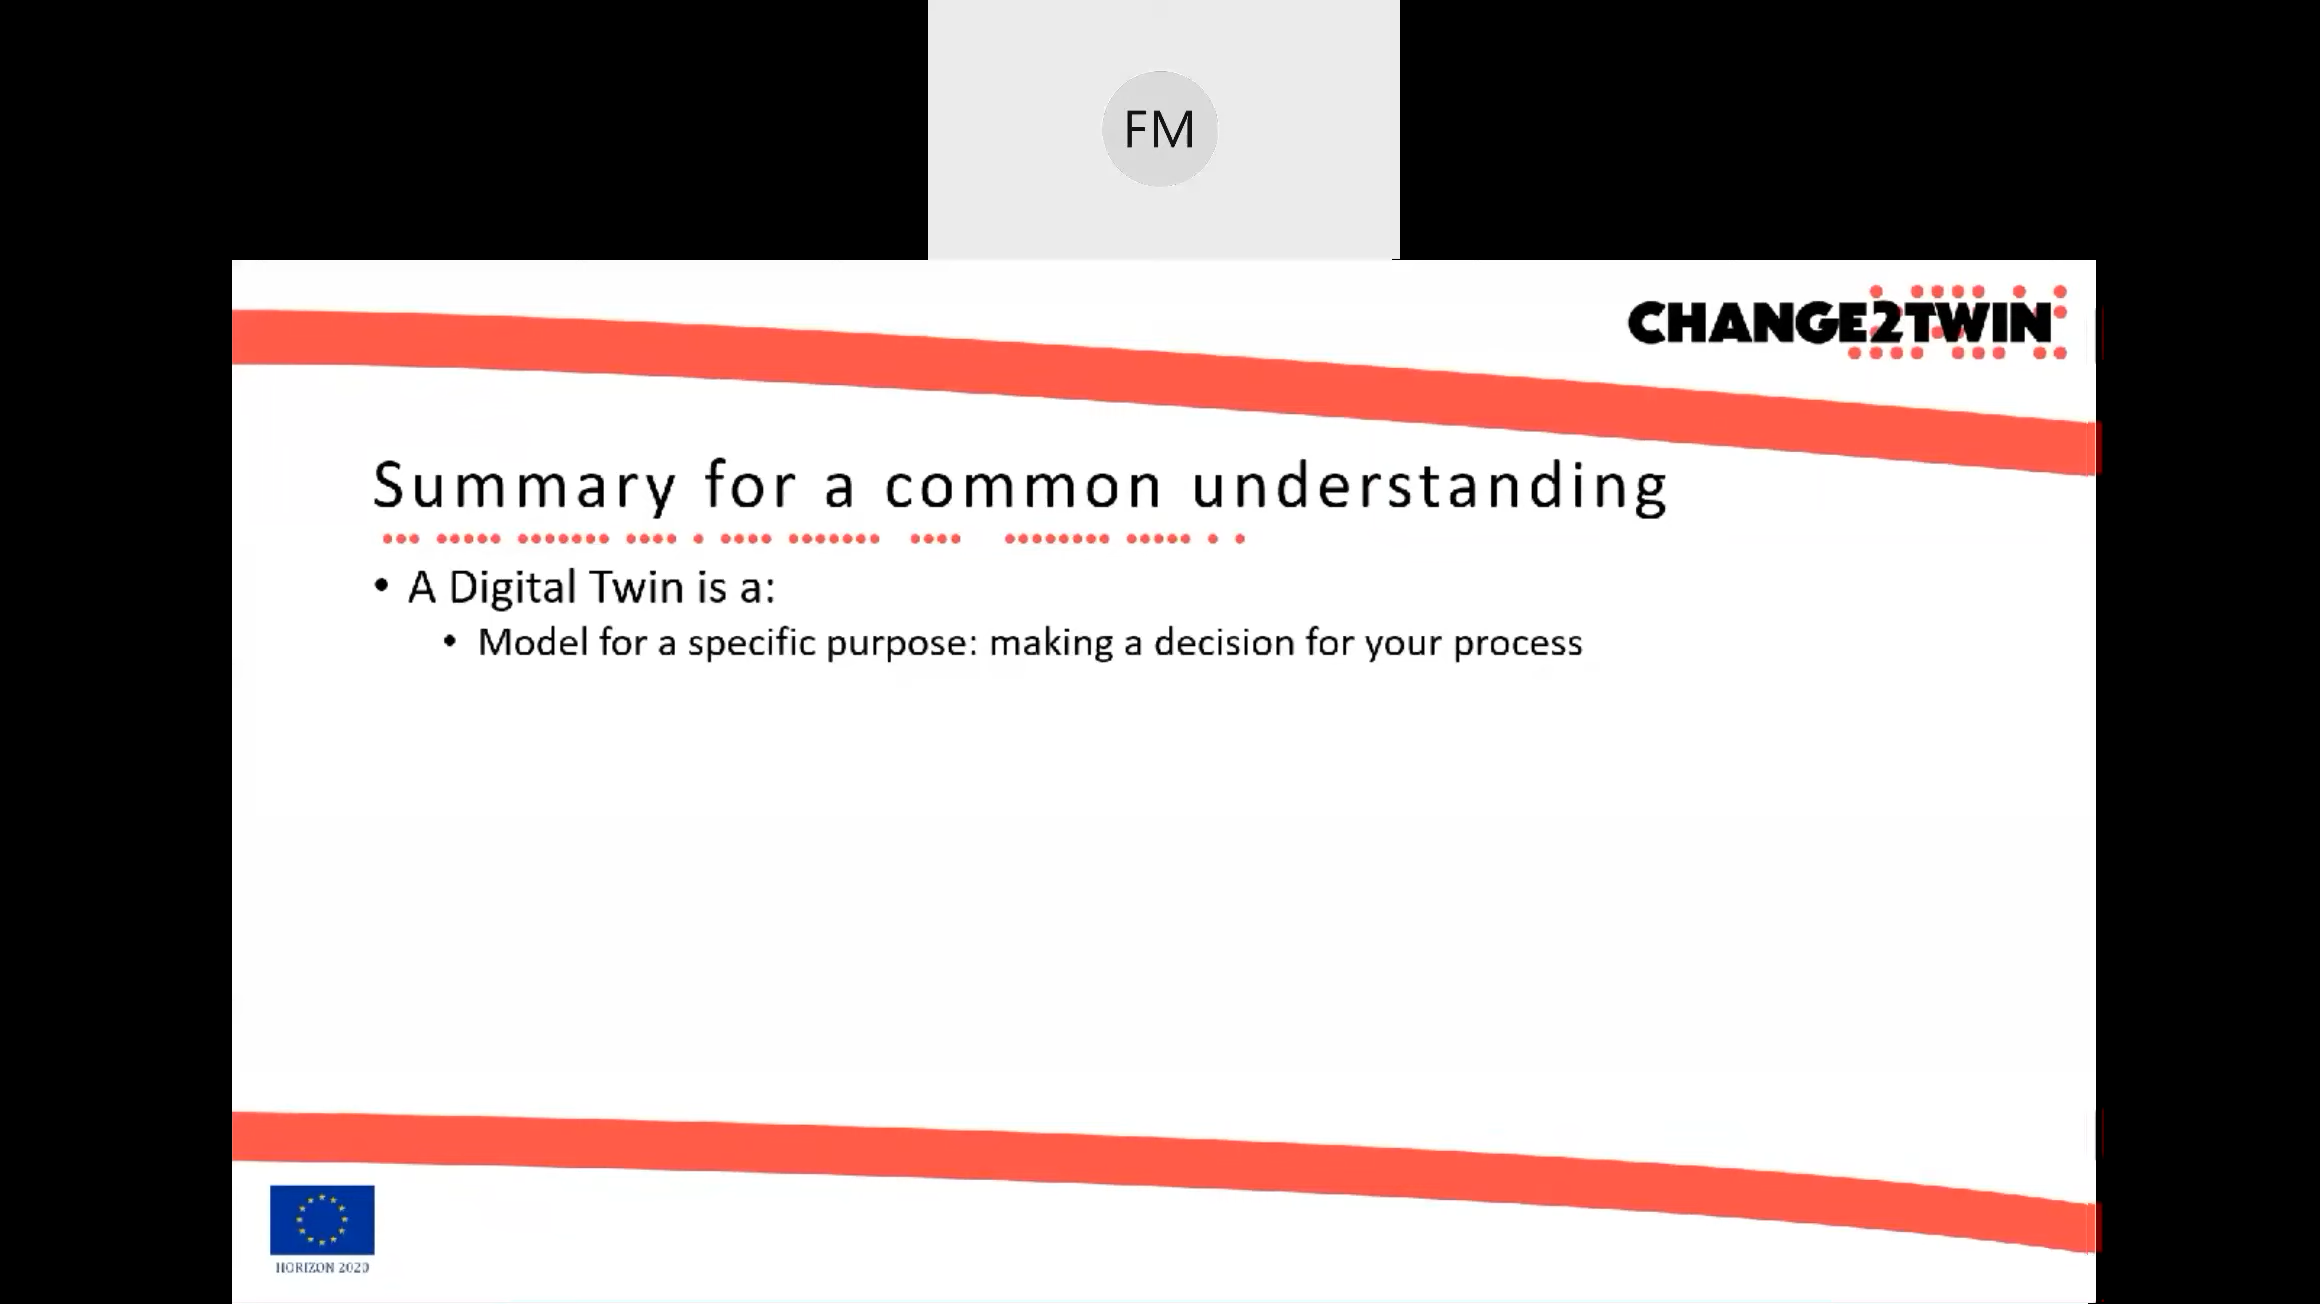 FM
CHANGE2TWIN
Summary for a common understanding
• A Digital Twin is a:
• Model for a specific purpose: making a decision for your process
HORIZON 2020